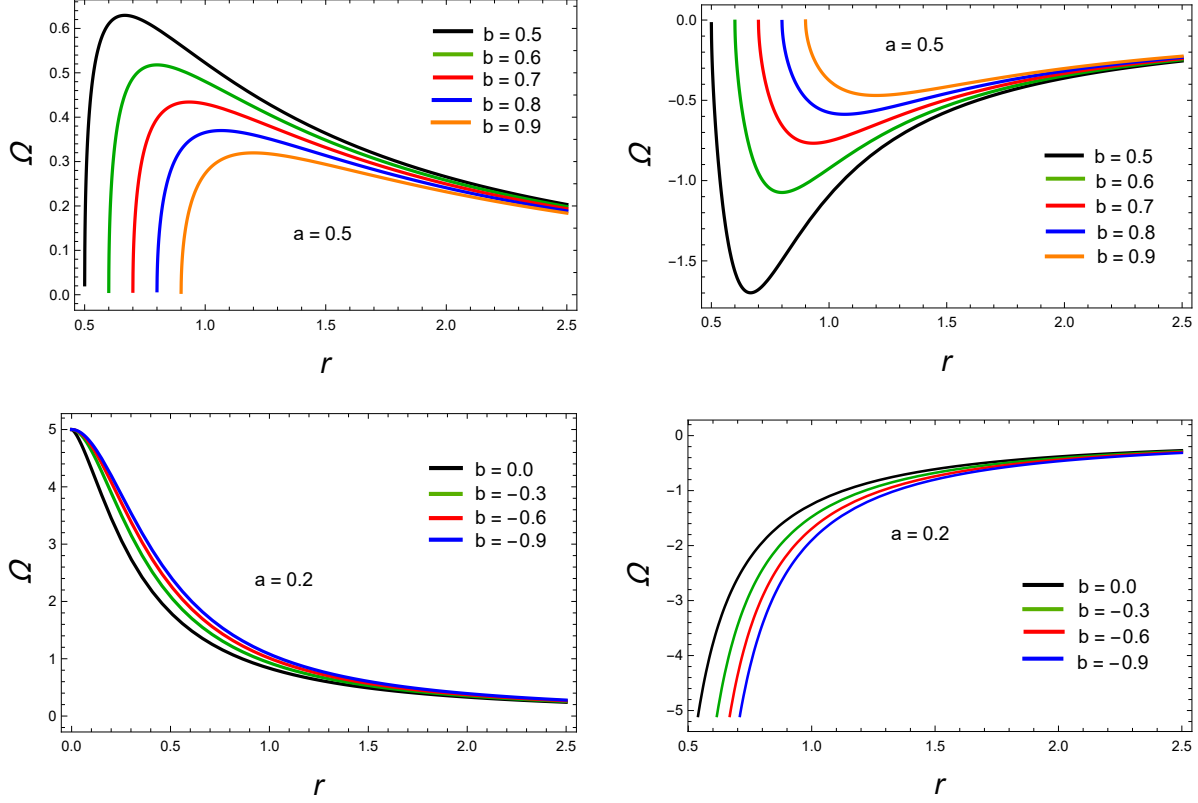 0.6
0.5
0.4
0.3
0.2
0.1
0.0
Ω
b = 0.5
b = 0.6
b = 0.7
b = 0.8
b = 0.9
a = 0.5
0.5
1.0
1.5
2.0
2.5
r
0.0
−0.5
−1.0
−1.5
Ω
a = 0.5
b = 0.5
b = 0.6
b = 0.7
b = 0.8
b = 0.9
0.5
1.0
1.5
2.0
2.5
r
5
4
3
2
1
0
Ω
b = 0.0
b = −0.3
b = −0.6
b = −0.9
a = 0.2
0.0
0.5
1.0
1.5
2.0
2.5
r
0
−1
−2
−3
−4
−5
Ω
a = 0.2
b = 0.0
b = −0.3
b = −0.6
b = −0.9
0.5
1.0
1.5
2.0
2.5
r